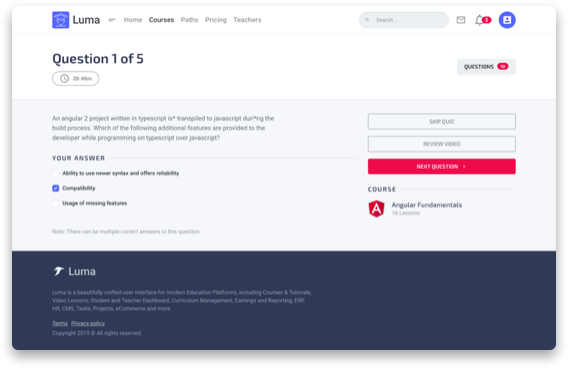 Luma Home Courses Paths Pricing Teachers Search ... 2
Question 1 of 5
2h 46m
QUESTIONS 10
An angular 2 project written in typescript is* transpiled to javascript duri*ng the
build process. Which of the following additional features are provided to the
developer while programming on typescript over javascript?
YOUR ANSWER
Ability to use newer syntax and offers reliability
Compatibility
Usage of missing features
Note: There can be multiple correct answers to this question.
SKIP QUIZ
REVIEW VIDEO
NEXT QUESTION ›
COURSE
A
Angular Fundamentals
16 Lessons
Luma
Luma is a beautifully crafted user interface for modern Education Platforms, including Courses & Tutorials,
Video Lessons, Student and Teacher Dashboard, Curriculum Management, Earnings and Reporting, ERP,
HR, CMS, Tasks, Projects, eCommerce and more.
Terms Privacy policy
Copyright 2019 © All rights reserved.